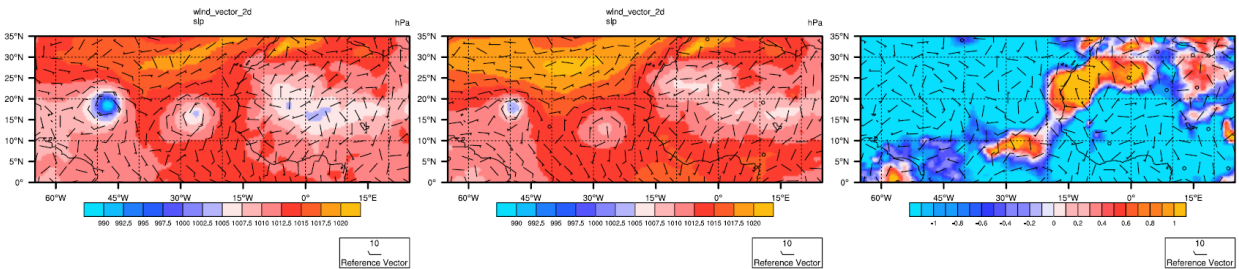 wind_vector_2d
slp hPa
35°N
30°N
25°N
20°N
15°N
10°N
5°N
0°
60°W 45°W 30°W 15°W 0° 15°E
990 992.5 995 997.5 1000 1002.5 1005 1007.5 1010 1012.5 1015 1017.5 1020
10
Reference Vector
wind_vector_2d
slp hPa
35°N
30°N
25°N
20°N
15°N
10°N
5°N
0°
60°W 45°W 30°W 15°W 0° 15°E
990 992.5 995 997.5 1000 1002.5 1005 1007.5 1010 1012.5 1015 1017.5 1020
10
Reference Vector
35°N
30°N
25°N
20°N
15°N
10°N
5°N
0°
60°W 45°W 30°W 15°W 0° 15°E
-1 -0.8 -0.6 -0.4 -0.2 0 0.2 0.4 0.6 0.8 1
10
Reference Vector